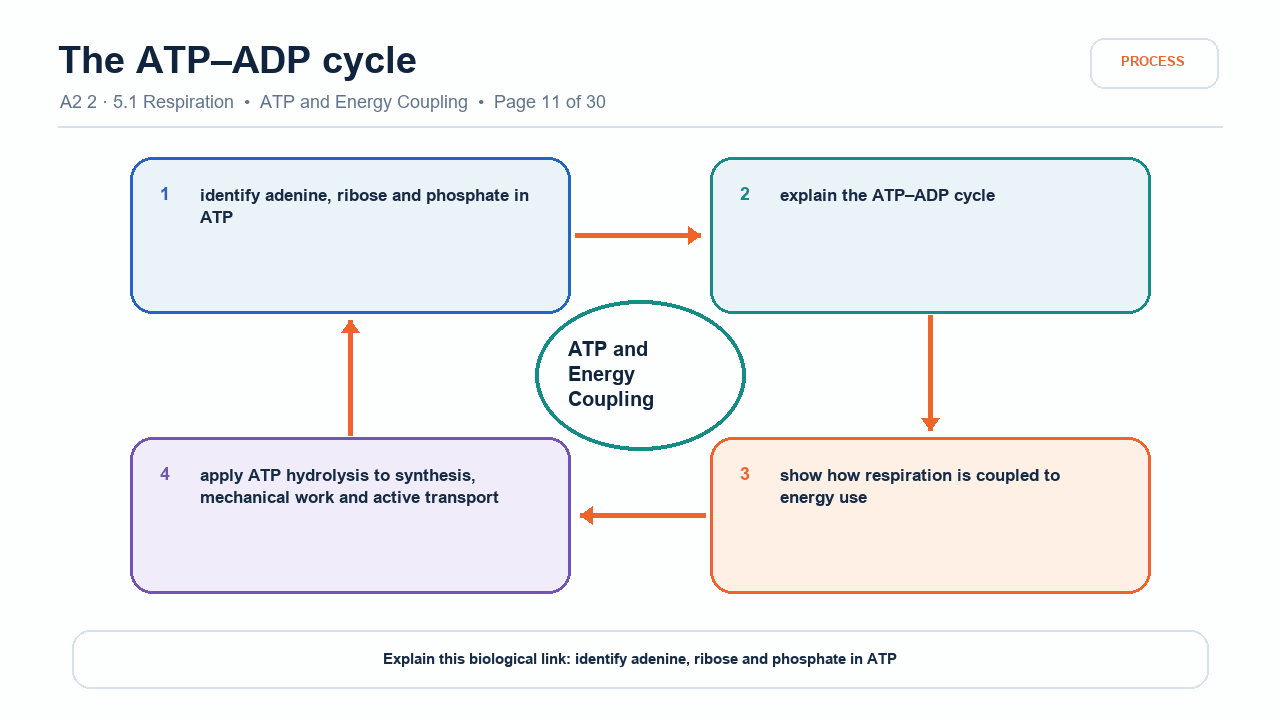 The ATP–ADP cycle
PROCESS
A2 2 · 5.1 Respiration • ATP and Energy Coupling • Page 11 of 30
1 identify adenine, ribose and phosphate in
ATP
2 explain the ATP–ADP cycle
ATP and
Energy
Coupling
4 apply ATP hydrolysis to synthesis,
mechanical work and active transport
3 show how respiration is coupled to
energy use
Explain this biological link: identify adenine, ribose and phosphate in ATP